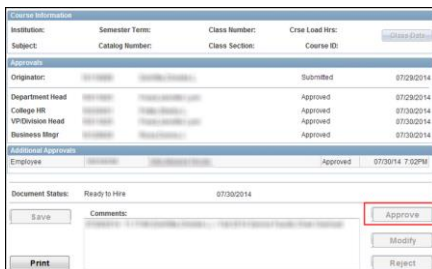 Course Information
Institution: Semester Term: Class Number: Crse Load Hrs: Class Data
Subject: Catalog Number: Class Section: Course ID:
Approvals
Originator: Submitted 07/29/2014
Department Head Approved 07/29/2014
College HR Approved 07/30/2014
VP/Division Head Approved 07/30/2014
Business Mngr Approved 07/30/2014
Additional Approvals
Employee Approved 07/30/14 7:02PM
Document Status: Ready to Hire 07/30/2014
Save Comments: Approve
Modify
Print Reject